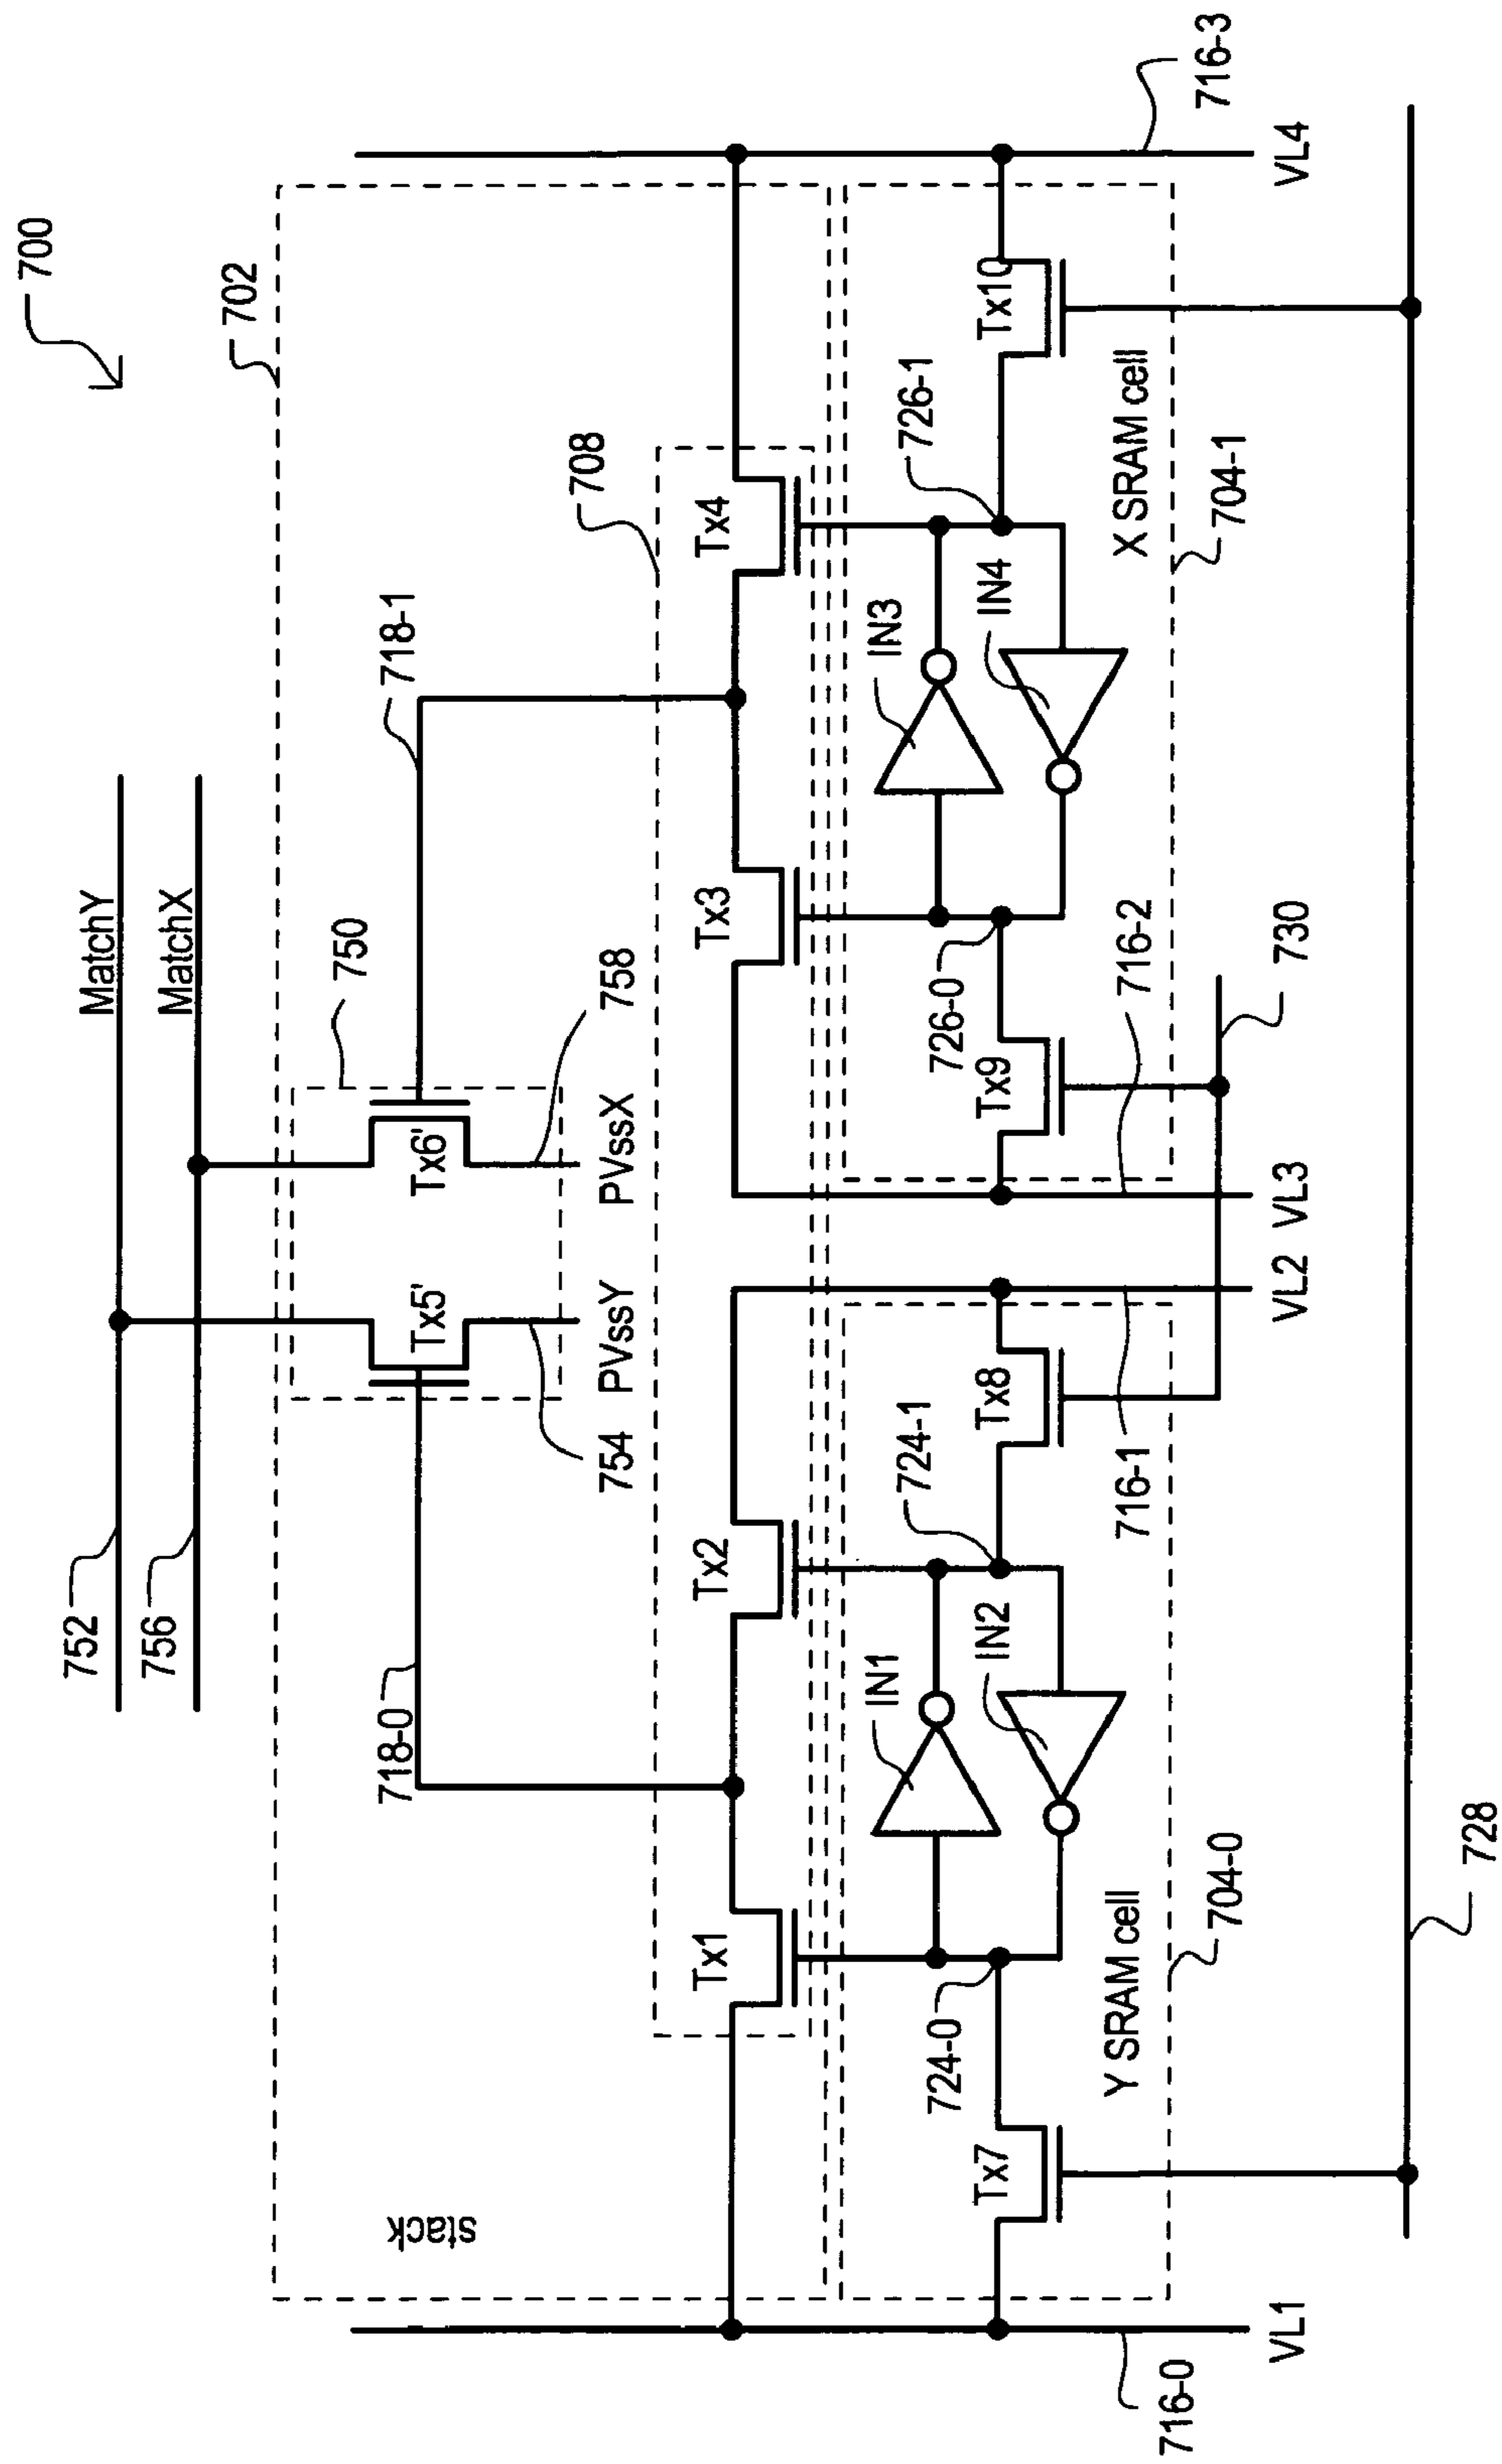 700
702
MatchY
MatchX
752
756
718-0
718-1
750
Tx5'
Tx6'
754
PVssY
PVssX
758
708
stack
Tx1
Tx2
Tx3
Tx4
IN1
IN2
IN3
IN4
724-0
724-1
726-0
726-1
Tx7
Tx8
Tx9
Tx10
Y SRAM cell
X SRAM cell
704-0
704-1
716-0
716-1
716-2
716-3
VL1
VL2
VL3
VL4
730
728